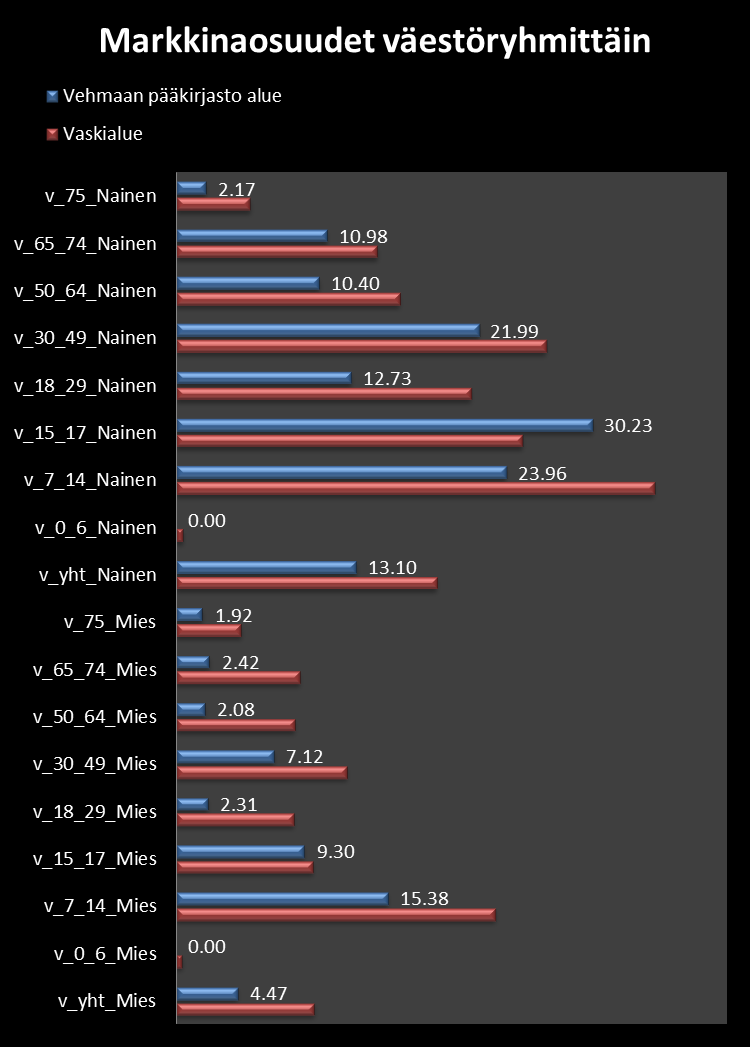 Markkinaosuudet väestöryhmittäin
Vehmaan pääkirjasto alue
Vaskialue
v_75_Nainen 2.17
v_65_74_Nainen 10.98
v_50_64_Nainen 10.40
v_30_49_Nainen 21.99
v_18_29_Nainen 12.73
v_15_17_Nainen 30.23
v_7_14_Nainen 23.96
v_0_6_Nainen 0.00
v_yht_Nainen 13.10
v_75_Mies 1.92
v_65_74_Mies 2.42
v_50_64_Mies 2.08
v_30_49_Mies 7.12
v_18_29_Mies 2.31
v_15_17_Mies 9.30
v_7_14_Mies 15.38
v_0_6_Mies 0.00
v_yht_Mies 4.47